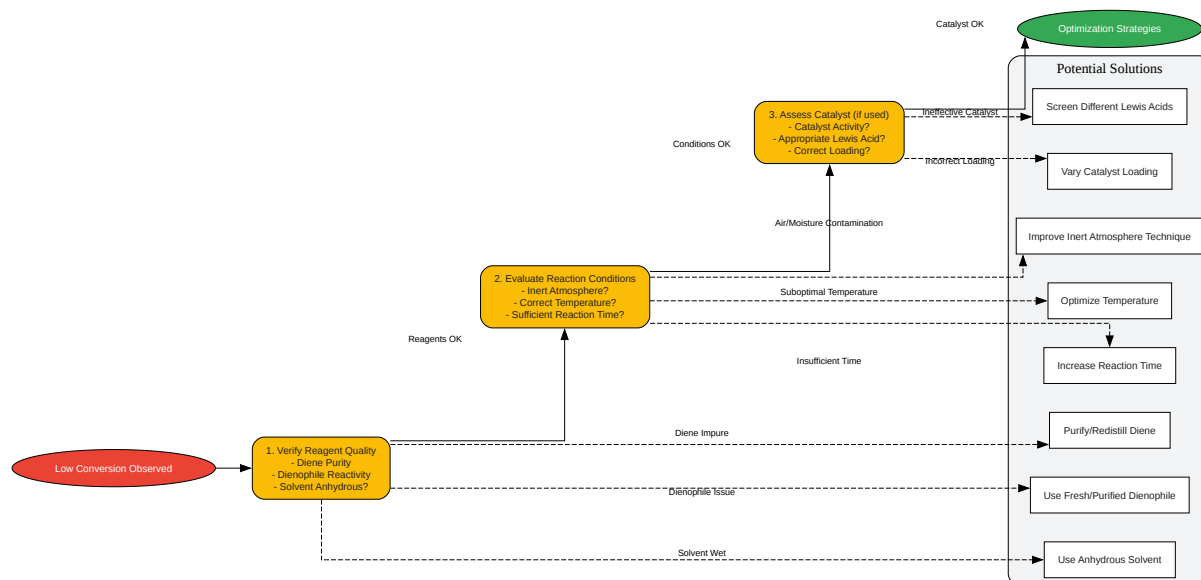 Catalyst OK
Optimization Strategies
Potential Solutions
Screen Different Lewis Acids
3. Assess Catalyst (if used)
- Catalyst Activity?
- Appropriate Lewis Acid?
- Correct Loading?
Ineffective Catalyst
Conditions OK
Incorrect Loading
Vary Catalyst Loading
Air/Moisture Contamination
Improve Inert Atmosphere Technique
2. Evaluate Reaction Conditions
- Inert Atmosphere?
- Correct Temperature?
- Sufficient Reaction Time?
Suboptimal Temperature
Optimize Temperature
Reagents OK
Insufficient Time
Increase Reaction Time
Diene Impure
Purify/Redistill Diene
1. Verify Reagent Quality
- Diene Purity
- Dienophile Reactivity
- Solvent Anhydrous?
Low Conversion Observed
Dienophile Issue
Use Fresh/Purified Dienophile
Solvent Wet
Use Anhydrous Solvent